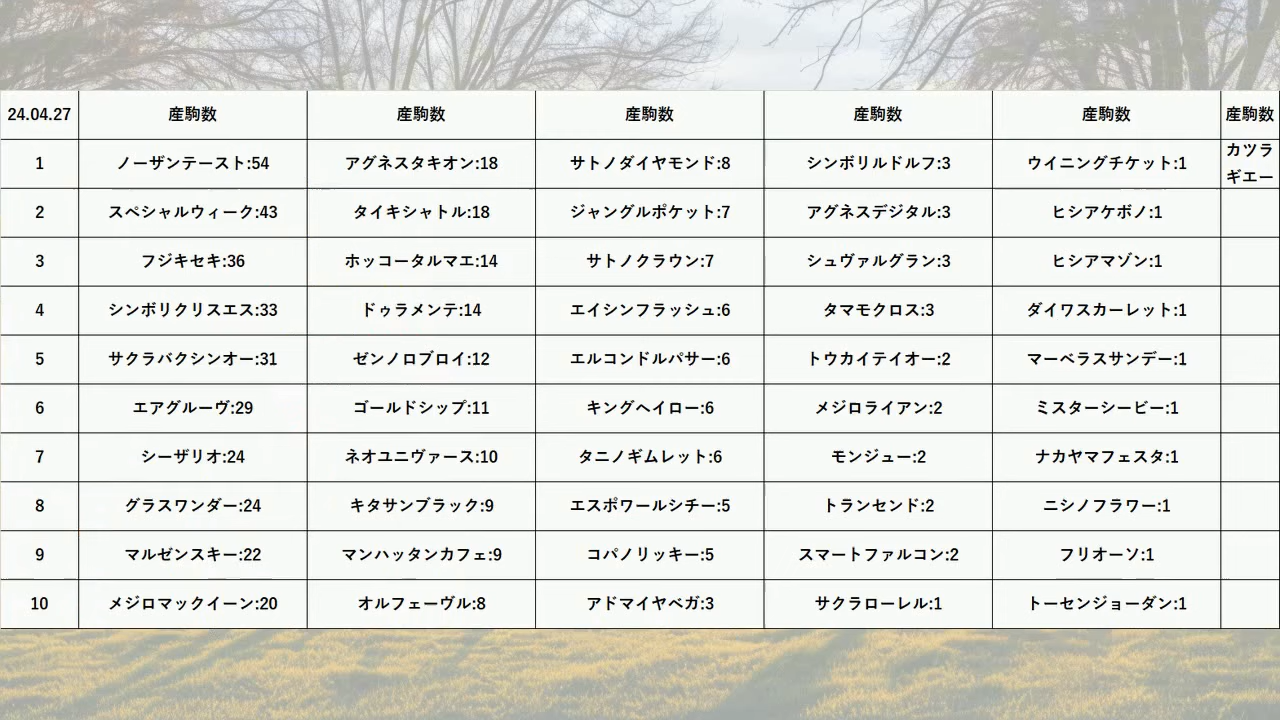 24.04.27 産駒数 産駒数 産駒数 産駒数 産駒数 産駒数
1 ノーザンテースト:54 アグネスタキオン:18 サトノダイヤモンド:8 シンボリルドルフ:3 ウイニングチケット:1 カツラ
ギエー
2 スペシャルウィーク:43 タイキシャトル:18 ジャングルポケット:7 アグネスデジタル:3 ヒシアケボノ:1
3 フジキセキ:36 ホッコータルマエ:14 サトノクラウン:7 シュヴァルグラン:3 ヒシアマゾン:1
4 シンボリクリスエス:33 ドゥラメンテ:14 エイシンフラッシュ:6 タマモクロス:3 ダイワスカーレット:1
5 サクラバクシンオー:31 ゼンノロブロイ:12 エルコンドルパサー:6 トウカイテイオー:2 マーベラスサンデー:1
6 エアグルーヴ:29 ゴールドシップ:11 キングヘイロー:6 メジロライアン:2 ミスターシービー:1
7 シーザリオ:24 ネオユニヴァース:10 タニノギムレット:6 モンジュー:2 ナカヤマフェスタ:1
8 グラスワンダー:24 キタサンブラック:9 エスポワールシチー:5 トランセンド:2 ニシノフラワー:1
9 マルゼンスキー:22 マンハッタンカフェ:9 コパノリッキー:5 スマートファルコン:2 フリオーソ:1
10 メジロマックイーン:20 オルフェーヴル:8 アドマイヤベガ:3 サクラローレル:1 トーセンジョーダン:1